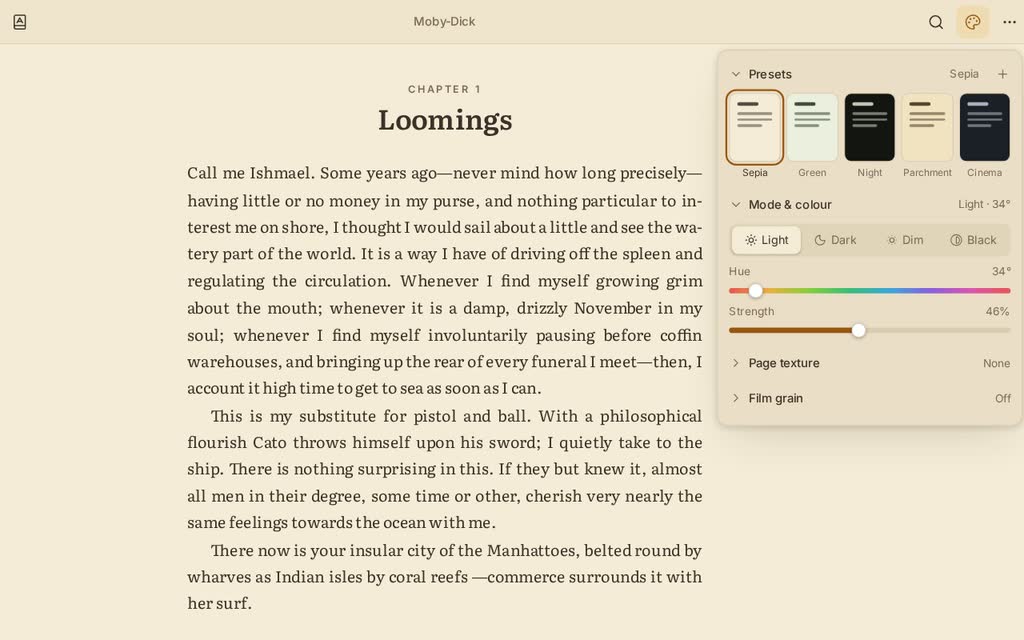 Moby-Dick
CHAPTER 1
Loomings
Call me Ishmael. Some years ago—never mind how long precisely—
having little or no money in my purse, and nothing particular to in-
terest me on shore, I thought I would sail about a little and see the wa-
tery part of the world. It is a way I have of driving off the spleen and
regulating the circulation. Whenever I find myself growing grim
about the mouth; whenever it is a damp, drizzly November in my
soul; whenever I find myself involuntarily pausing before coffin
warehouses, and bringing up the rear of every funeral I meet—then, I
account it high time to get to sea as soon as I can.
This is my substitute for pistol and ball. With a philosophical
flourish Cato throws himself upon his sword; I quietly take to the
ship. There is nothing surprising in this. If they but knew it, almost
all men in their degree, some time or other, cherish very nearly the
same feelings towards the ocean with me.
There now is your insular city of the Manhattoes, belted round by
wharves as Indian isles by coral reefs —commerce surrounds it with
her surf.
Presets Sepia
Sepia Green Night Parchment Cinema
Mode & colour Light · 34°
Light Dark Dim Black
Hue 34°
Strength 46%
Page texture None
Film grain Off